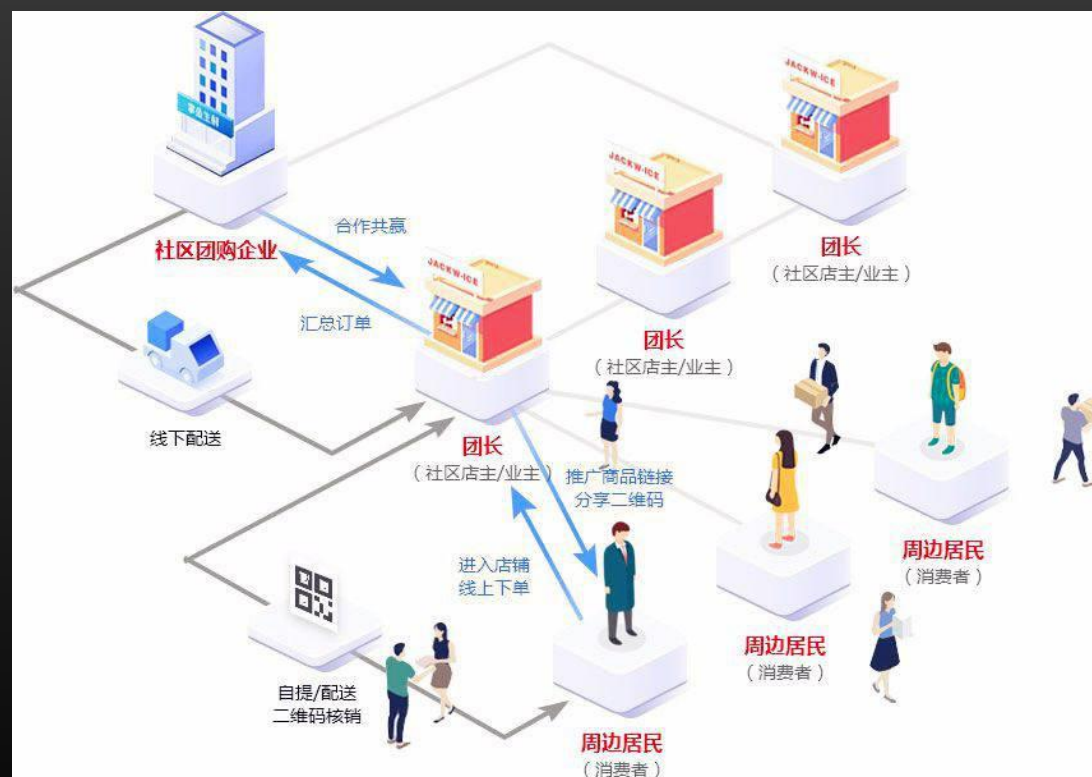 JACKW-ICE
JACKW-ICE
合作共赢
社区团购企业
团长
（社区店主/业主）
JACKW-ICE
汇总订单
团长
（社区店主/业主）
线下配送
团长
（社区店主/业主）
推广商品链接
分享二维码
周边居民
（消费者）
进入店铺
线上下单
周边居民
（消费者）
自提/配送
二维码核销
周边居民
（消费者）